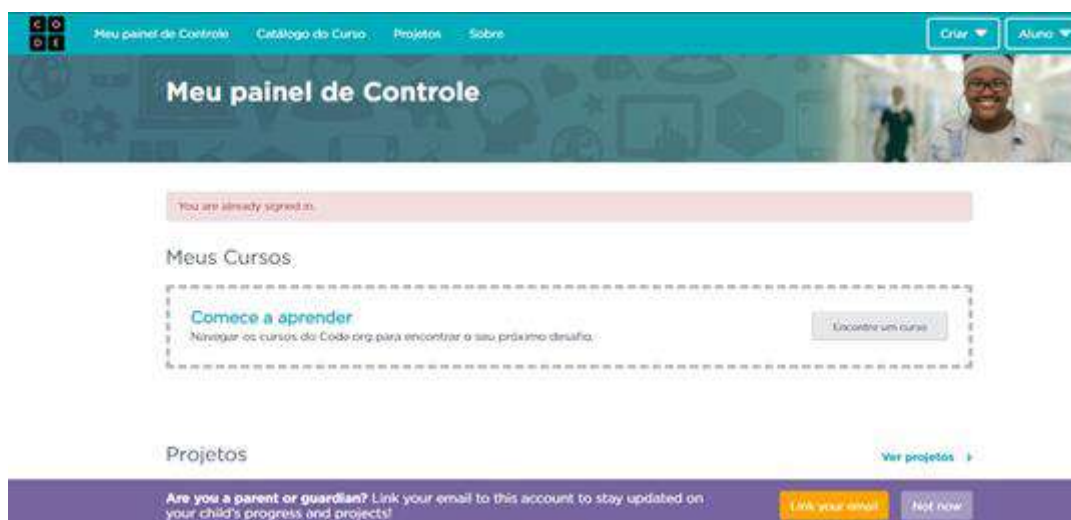 CODE
Meu painel de Controle Catálogo do Curso Projetos Sobre Criar Aluno
Meu painel de Controle
You are already signed in.
Meus Cursos
Comece a aprender
Navegar os cursos do Code.org para encontrar o seu próximo desafio.
Encontre um curso
Projetos
Ver projetos
Are you a parent or guardian? Link your email to this account to stay updated on
your child's progress and projects!
Link your email Not now